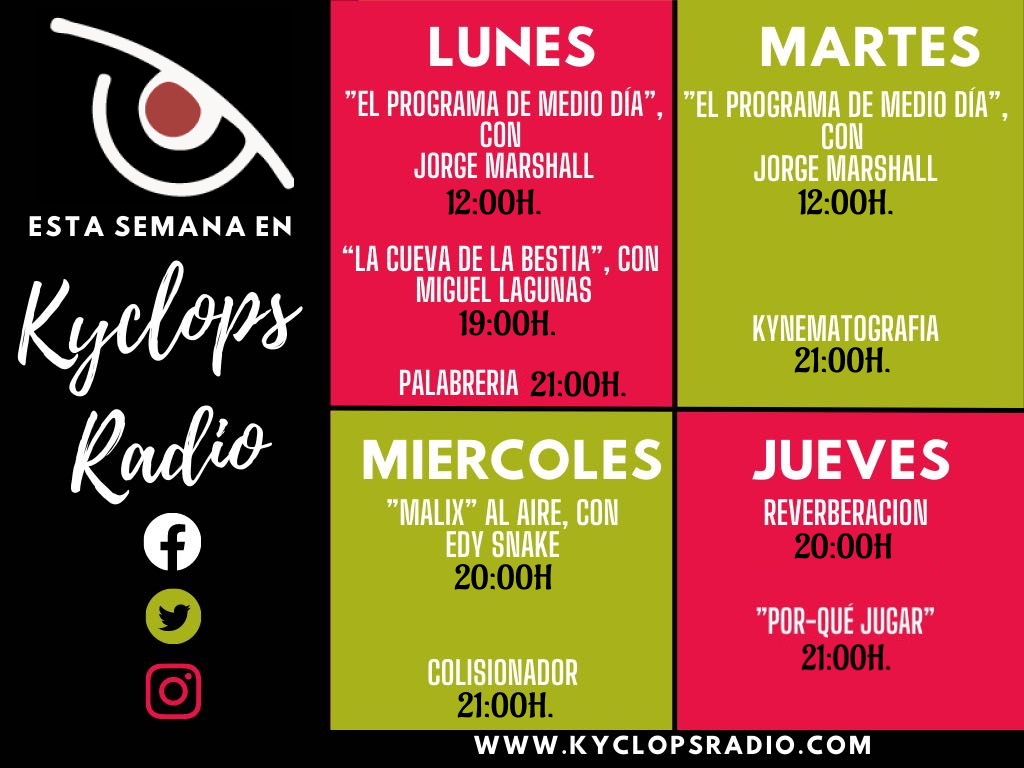 ESTA SEMANA EN
Kyclops
Radio
LUNES
"EL PROGRAMA DE MEDIO DÍA",
CON
JORGE MARSHALL
12:00H.
"LA CUEVA DE LA BESTIA", CON
MIGUEL LAGUNAS
19:00H.
PALABRERIA 21:00H.
MARTES
"EL PROGRAMA DE MEDIO DÍA",
CON
JORGE MARSHALL
12:00H.
KYNEMATOGRAFIA
21:00H.
MIERCOLES
"MALIX" AL AIRE, CON
EDY SNAKE
20:00H
COLISIONADOR
21:00H.
JUEVES
REVERBERACION
20:00H
"POR-QUÉ JUGAR"
21:00H.
WWW.KYCLOPSRADIO.COM